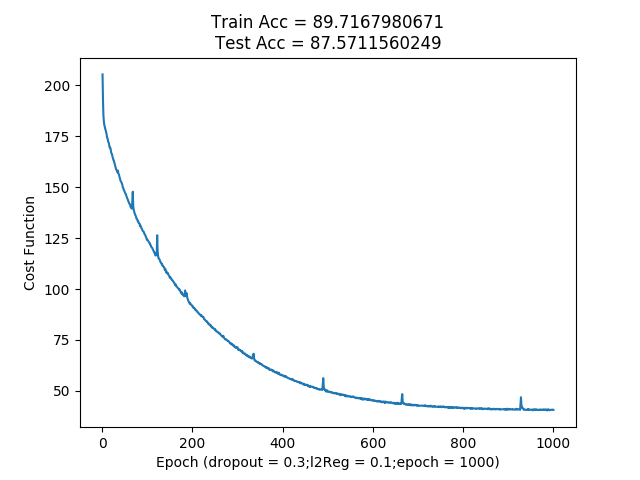 Train Acc = 89.7167980671
Test Acc = 87.5711560249
200
175
150
125
100
75
50
Cost Function
0 200 400 600 800 1000
Epoch (dropout = 0.3;l2Reg = 0.1;epoch = 1000)